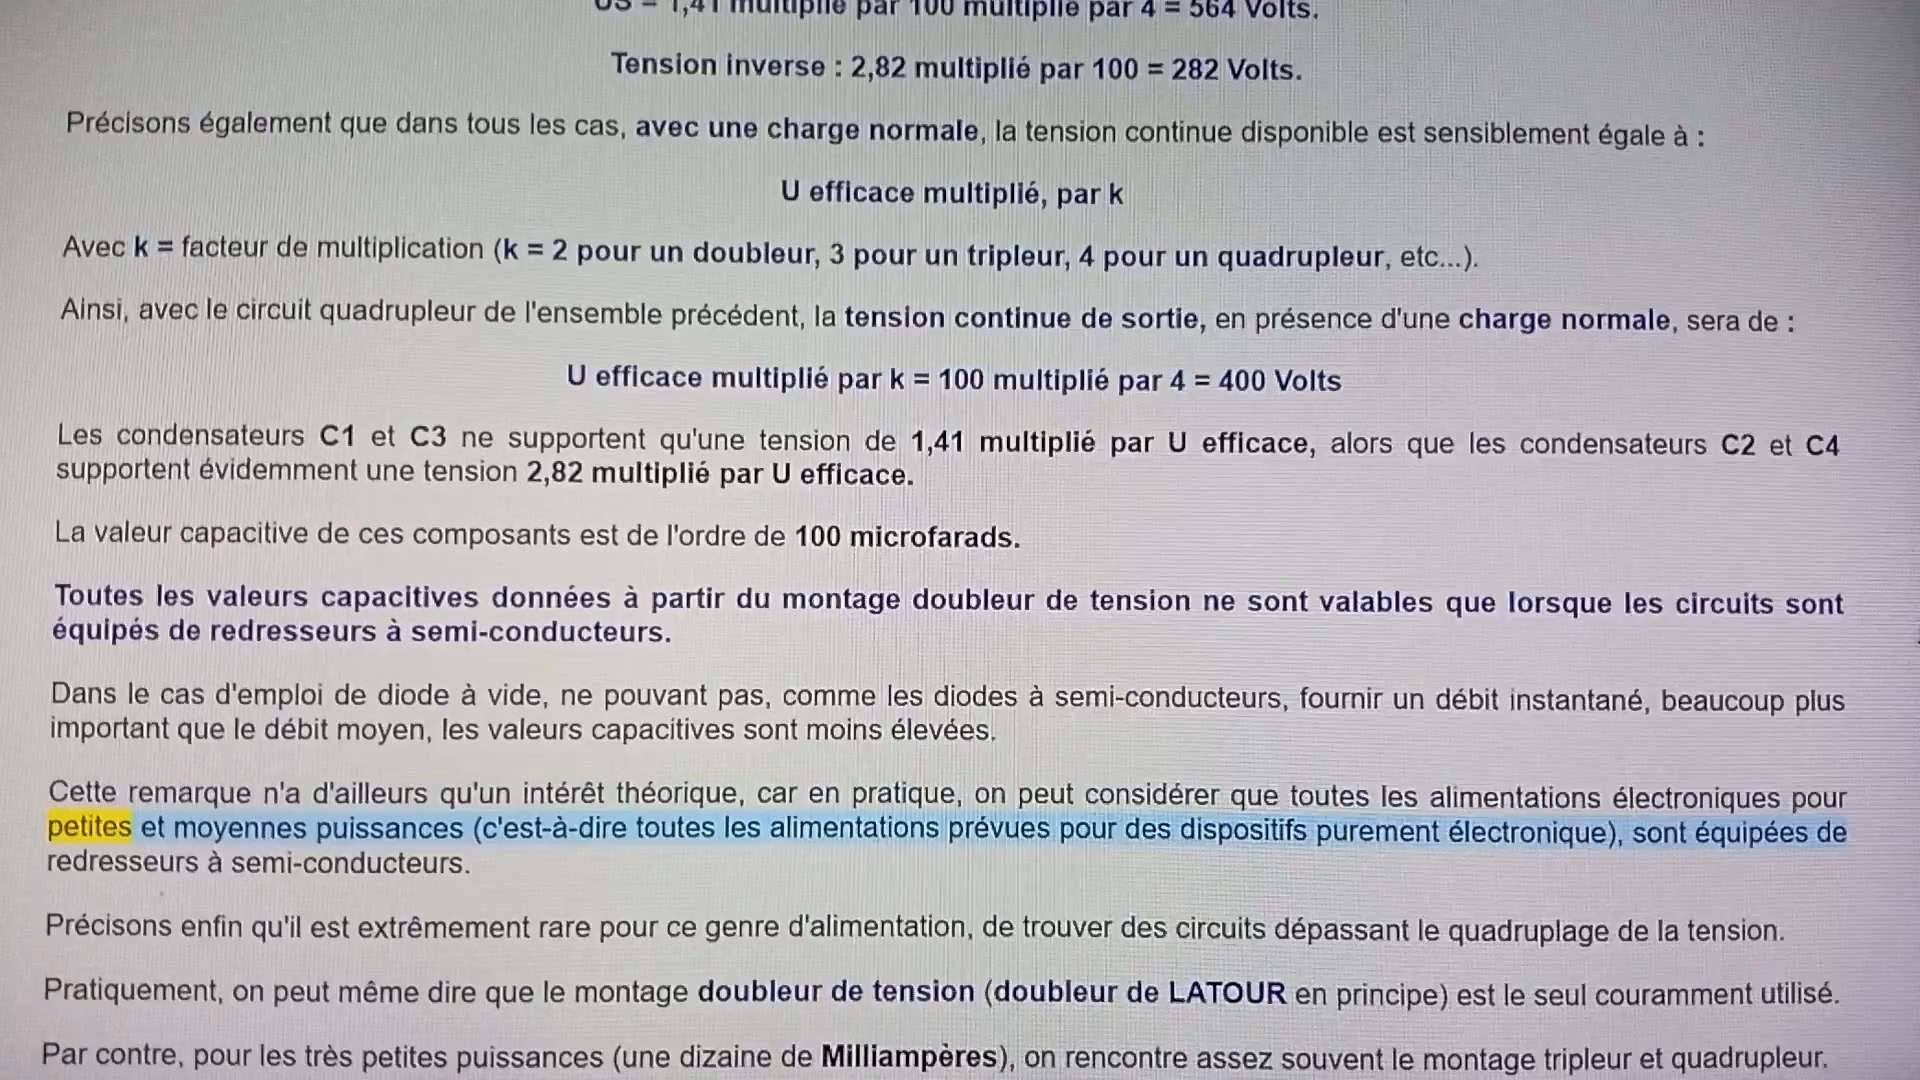 US = 1,41 multiplié par 100 multiplié par 4 = 564 Volts.
Tension inverse : 2,82 multiplié par 100 = 282 Volts.
Précisons également que dans tous les cas, avec une charge normale, la tension continue disponible est sensiblement égale à :
U efficace multiplié, par k
Avec k = facteur de multiplication (k = 2 pour un doubleur, 3 pour un tripleur, 4 pour un quadrupleur, etc...).
Ainsi, avec le circuit quadrupleur de l'ensemble précédent, la tension continue de sortie, en présence d'une charge normale, sera de :
U efficace multiplié par k = 100 multiplié par 4 = 400 Volts
Les condensateurs C1 et C3 ne supportent qu'une tension de 1,41 multiplié par U efficace, alors que les condensateurs C2 et C4
supportent évidemment une tension 2,82 multiplié par U efficace.
La valeur capacitive de ces composants est de l'ordre de 100 microfarads.
Toutes les valeurs capacitives données à partir du montage doubleur de tension ne sont valables que lorsque les circuits sont
équipés de redresseurs à semi-conducteurs.
Dans le cas d'emploi de diode à vide, ne pouvant pas, comme les diodes à semi-conducteurs, fournir un débit instantané, beaucoup plus
important que le débit moyen, les valeurs capacitives sont moins élevées.
Cette remarque n'a d'ailleurs qu'un intérêt théorique, car en pratique, on peut considérer que toutes les alimentations électroniques pour
petites et moyennes puissances (c'est-à-dire toutes les alimentations prévues pour des dispositifs purement électronique), sont équipées de
redresseurs à semi-conducteurs.
Précisons enfin qu'il est extrêmement rare pour ce genre d'alimentation, de trouver des circuits dépassant le quadruplage de la tension.
Pratiquement, on peut même dire que le montage doubleur de tension (doubleur de LATOUR en principe) est le seul couramment utilisé.
Par contre, pour les très petites puissances (une dizaine de Milliampères), on rencontre assez souvent le montage tripleur et quadrupleur.